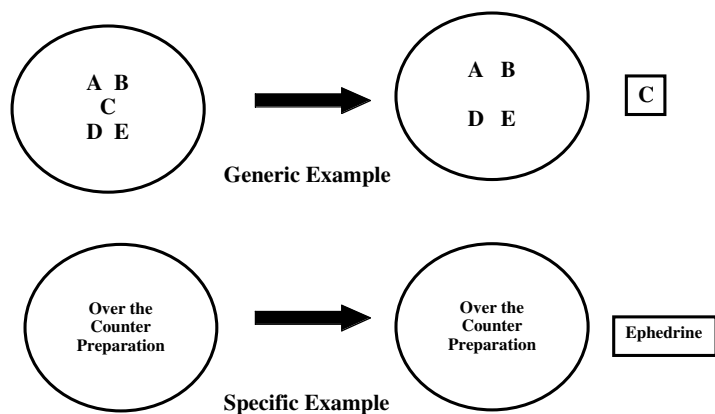 A B
C
D E
A B
D E
C
Generic Example
Over the
Counter
Preparation
Over the
Counter
Preparation
Ephedrine
Specific Example